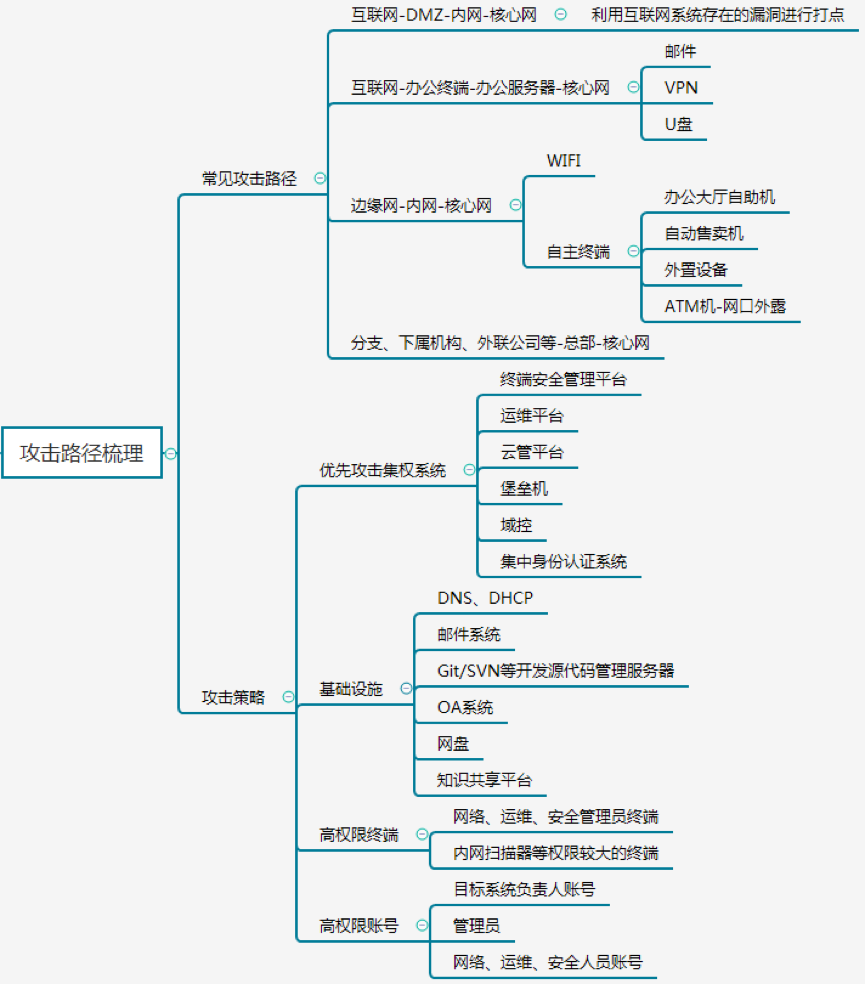 互联网-DMZ-内网-核心网
利用互联网系统存在的漏洞进行打点
邮件
互联网-办公终端-办公服务器-核心网
VPN
U盘
WIFI
常见攻击路径
办公大厅自助机
边缘网-内网-核心网
自动售卖机
自主终端
外置设备
ATM机-网口外露
分支、下属机构、外联公司等-总部-核心网
终端安全管理平台
运维平台
攻击路径梳理
云管平台
优先攻击集权系统
堡垒机
域控
集中身份认证系统
DNS、DHCP
邮件系统
Git/SVN等开发源代码管理服务器
基础设施
攻击策略
OA系统
网盘
知识共享平台
网络、运维、安全管理员终端
高权限终端
内网扫描器等权限较大的终端
目标系统负责人账号
高权限账号
管理员
网络、运维、安全人员账号